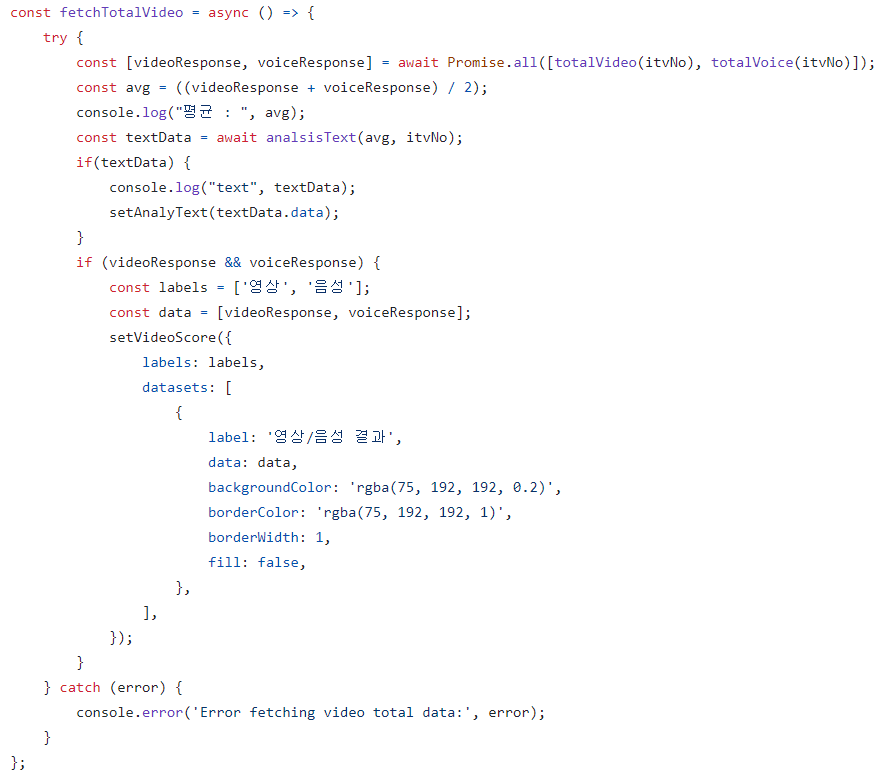 const fetchTotalVideo = async () => {
    try {
        const [videoResponse, voiceResponse] = await Promise.all([totalVideo(itvNo), totalVoice(itvNo)]);
        const avg = ((videoResponse + voiceResponse) / 2);
        console.log("평균 : ", avg);
        const textData = await analsisText(avg, itvNo);
        if(textData) {
            console.log("text", textData);
            setAnalyText(textData.data);
        }
        if (videoResponse && voiceResponse) {
            const labels = ['영상', '음성'];
            const data = [videoResponse, voiceResponse];
            setVideoScore({
                labels: labels,
                datasets: [
                    {
                        label: '영상/음성 결과',
                        data: data,
                        backgroundColor: 'rgba(75, 192, 192, 0.2)',
                        borderColor: 'rgba(75, 192, 192, 1)',
                        borderWidth: 1,
                        fill: false,
                    },
                ],
            });
        }
    } catch (error) {
        console.error('Error fetching video total data:', error);
    }
};